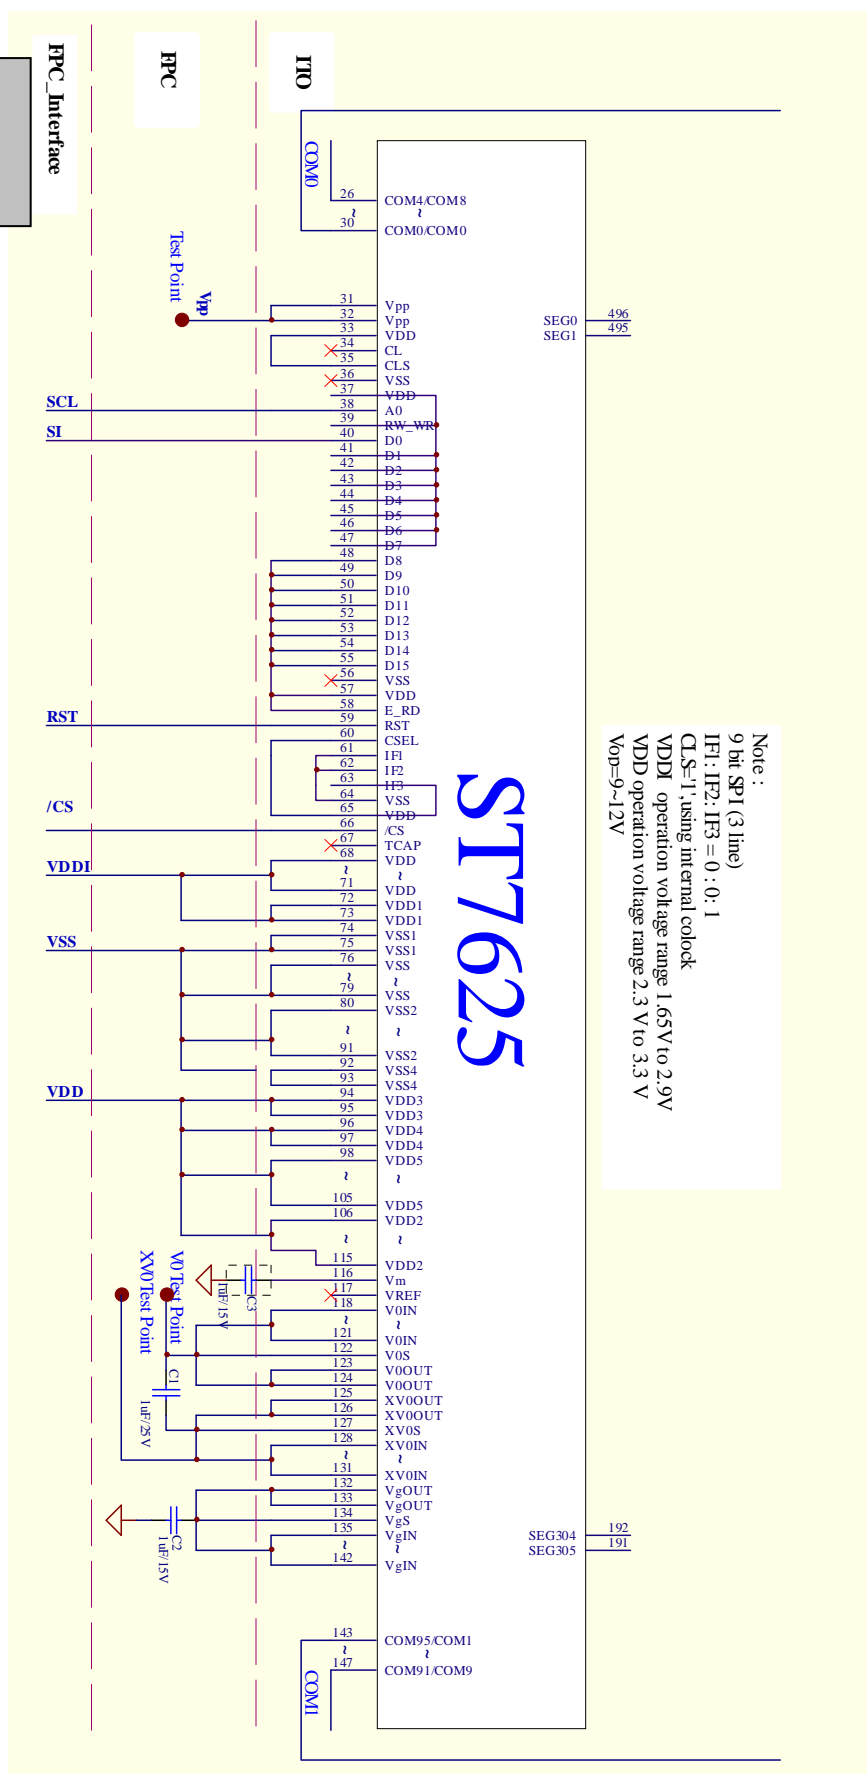 FPC_Interface
FPC
ITO
COM0
26 COM4/COM8
~ ~
30 COM0/COM0
Test Point
Vpp
31 Vpp
32 Vpp
33 VDD
34 CL
35 CLS
36 VSS
37 VDD
SCL 38 A0
39 RW_WR
SI 40 D0
41 D1
42 D2
43 D3
44 D4
45 D5
46 D6
47 D7
48 D8
49 D9
50 D10
51 D11
52 D12
53 D13
54 D14
55 D15
56 VSS
57 VDD
58 E_RD
RST 59 RST
60 CSEL
61 IF1
62 IF2
63 IF3
64 VSS
65 VDD
/CS 66 /CS
67 TCAP
68 VDD
~ ~
VDDI
71 VDD
72 VDD1
73 VDD1
74 VSS1
VSS 75 VSS1
76 VSS
~ ~
79 VSS
80 VSS2
~ ~
91 VSS2
92 VSS4
93 VSS4
VDD 94 VDD3
95 VDD3
96 VDD4
97 VDD4
98 VDD5
~ ~
105 VDD5
106 VDD2
~ ~
115 VDD2
116 Vm
117 VREF
118 V0IN
~ ~
121 V0IN
122 V0S
123 V0OUT
124 V0OUT
125 XV0OUT
126 XV0OUT
127 XV0S
128 XV0IN
~ ~
131 XV0IN
132 VgOUT
133 VgOUT
134 VgS
135 VgIN
~ ~
142 VgIN
143 COM95/COM1
~ ~
147 COM91/COM9
COM1
V0 Test Point
XV0 Test Point
C3
1uF/15V
C1
1uF/25V
C2
1uF/15V
SEG0 496
SEG1 495
SEG304 192
SEG305 191
ST7625
Note :
9 bit SPI (3 line)
IF1: IF2: IF3 = 0 : 0: 1
CLS='1',using internal colock
VDDI operation voltage range 1.65V to 2.9V
VDD operation voltage range 2.3 V to 3.3 V
Vop=9~12V